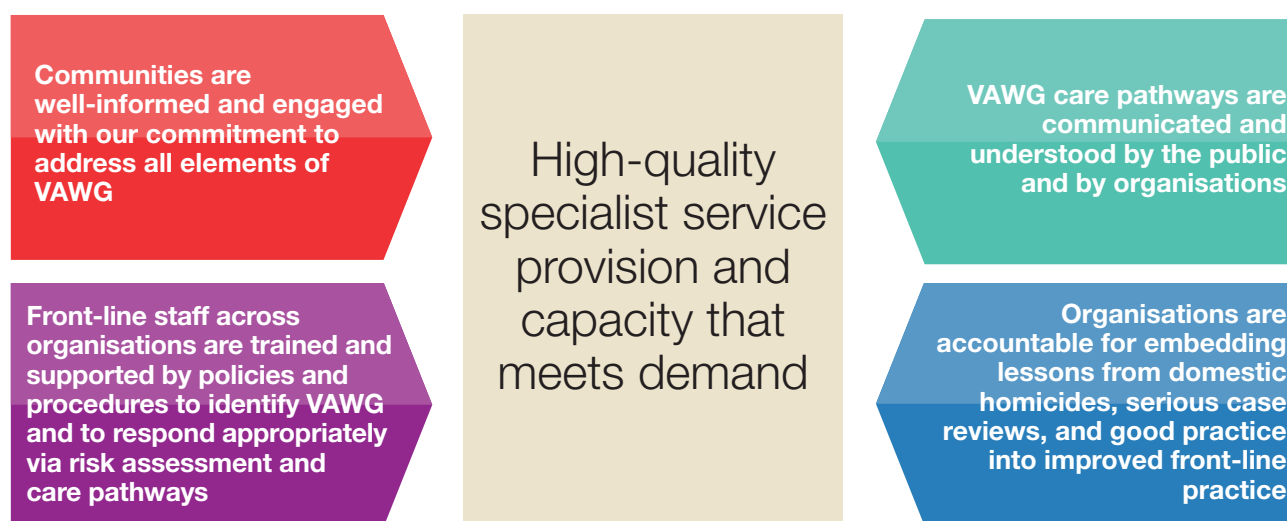 Communities are
well-informed and engaged
with our commitment to
address all elements of
VAWG
Front-line staff across
organisations are trained and
supported by policies and
procedures to identify VAWG
and to respond appropriately
via risk assessment and
care pathways
High-quality
specialist service
provision and
capacity that
meets demand
VAWG care pathways are
communicated and
understood by the public
and by organisations
Organisations are
accountable for embedding
lessons from domestic
homicides, serious case
reviews, and good practice
into improved front-line
practice